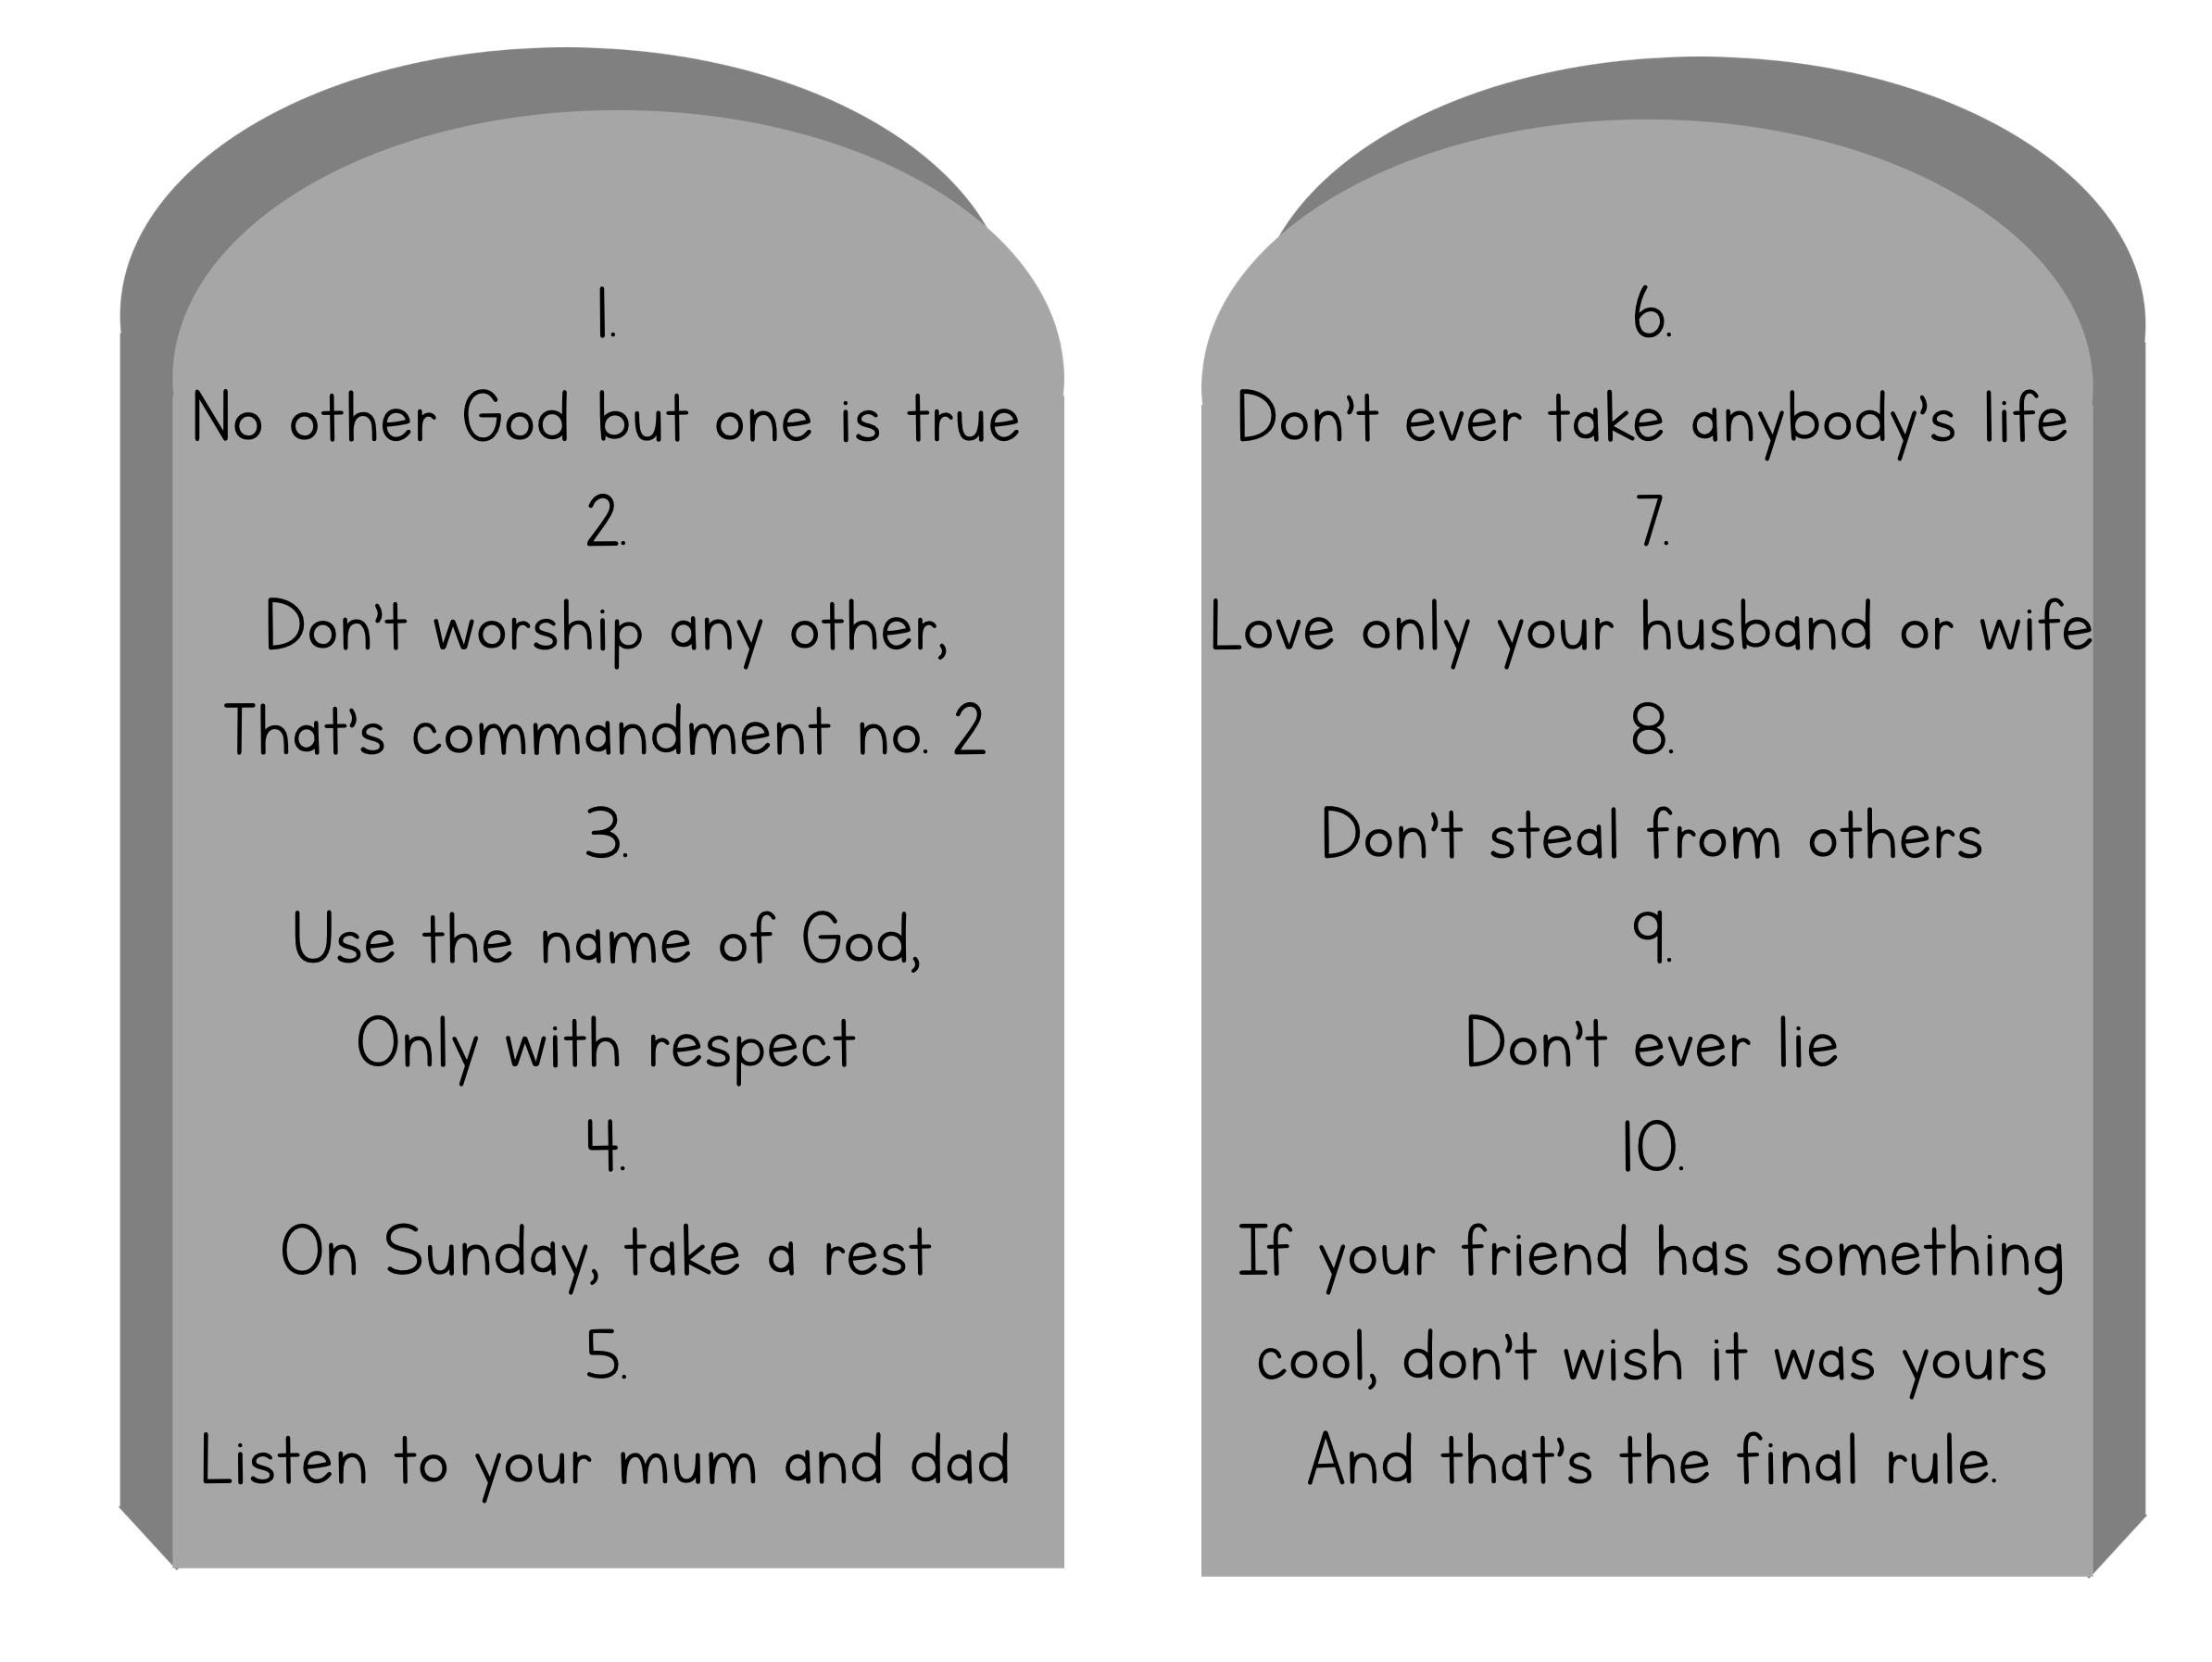 1.
No other God but one is true
2.
Don't worship any other,
That's commandment no. 2
3.
Use the name of God,
Only with respect
4.
On Sunday, take a rest
5.
Listen to your mum and dad
6.
Don't ever take anybody's life
7.
Love only your husband or wife
8.
Don't steal from others
9.
Don't ever lie
10.
If your friend has something
cool, don't wish it was yours
And that's the final rule.